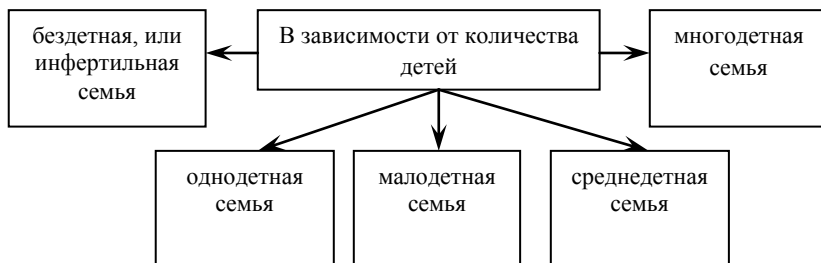 бездетная, или
инфертильная
семья
В зависимости от количества
детей
многодетная
семья
однодетная
семья
малодетная
семья
среднедетная
семья